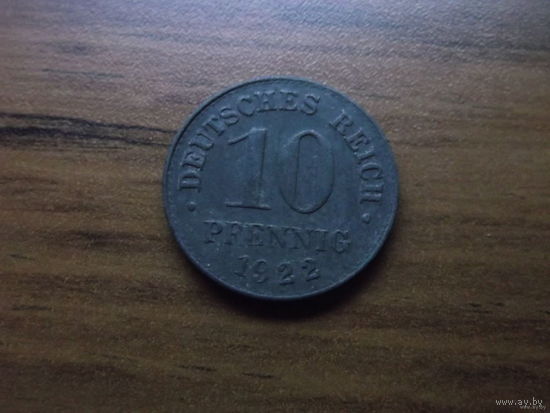 DEUTSCHES REICH
10
PFENNIG
1922
www.ay.by